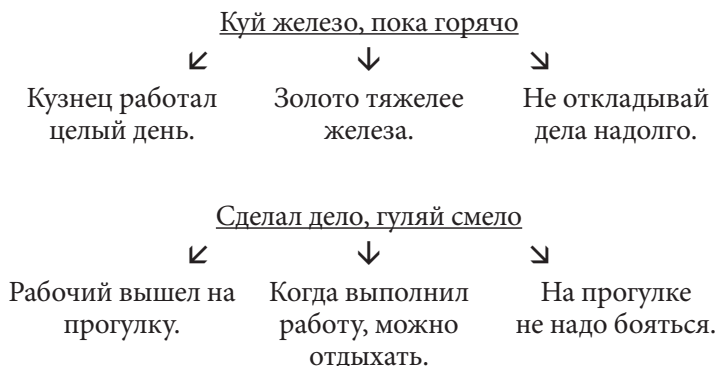 Куй железо, пока горячо
Кузнец работал
целый день.
Золото тяжелее
железа.
Не откладывай
дела надолго.
Сделал дело, гуляй смело
Рабочий вышел на
прогулку.
Когда выполнил
работу, можно
отдыхать.
На прогулке
не надо бояться.